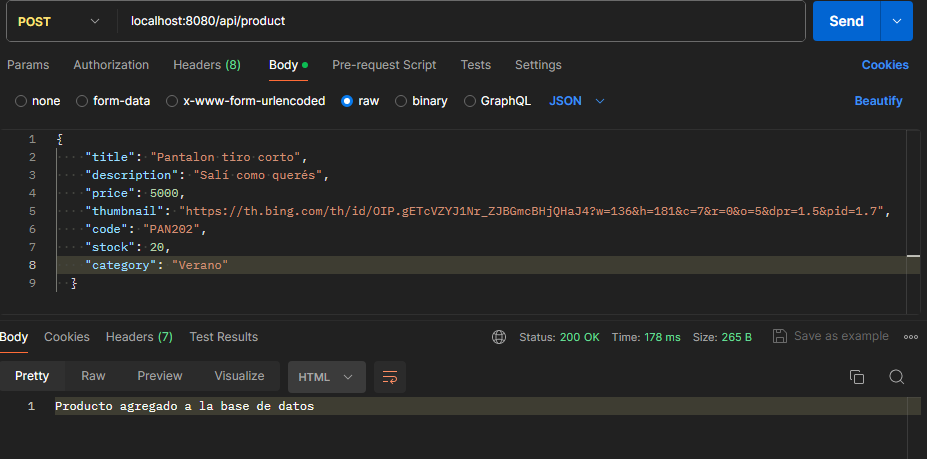 POST localhost:8080/api/product Send
Params Authorization Headers (8) Body Pre-request Script Tests Settings Cookies
none form-data x-www-form-urlencoded raw binary GraphQL JSON Beautify
1 {
2 "title": "Pantalon tiro corto",
3 "description": "Salí como querés",
4 "price": 5000,
5 "thumbnail": "https://th.bing.com/th/id/OIP.gETcVZYJ1Nr_ZJBGmcBHjQHaJ4?w=136&h=181&c=7&r=0&o=5&dpr=1.5&pid=1.7",
6 "code": "PAN202",
7 "stock": 20,
8 "category": "Verano"
9 }
Body Cookies Headers (7) Test Results Status: 200 OK Time: 178 ms Size: 265 B Save as example
Pretty Raw Preview Visualize HTML
1 Producto agregado a la base de datos